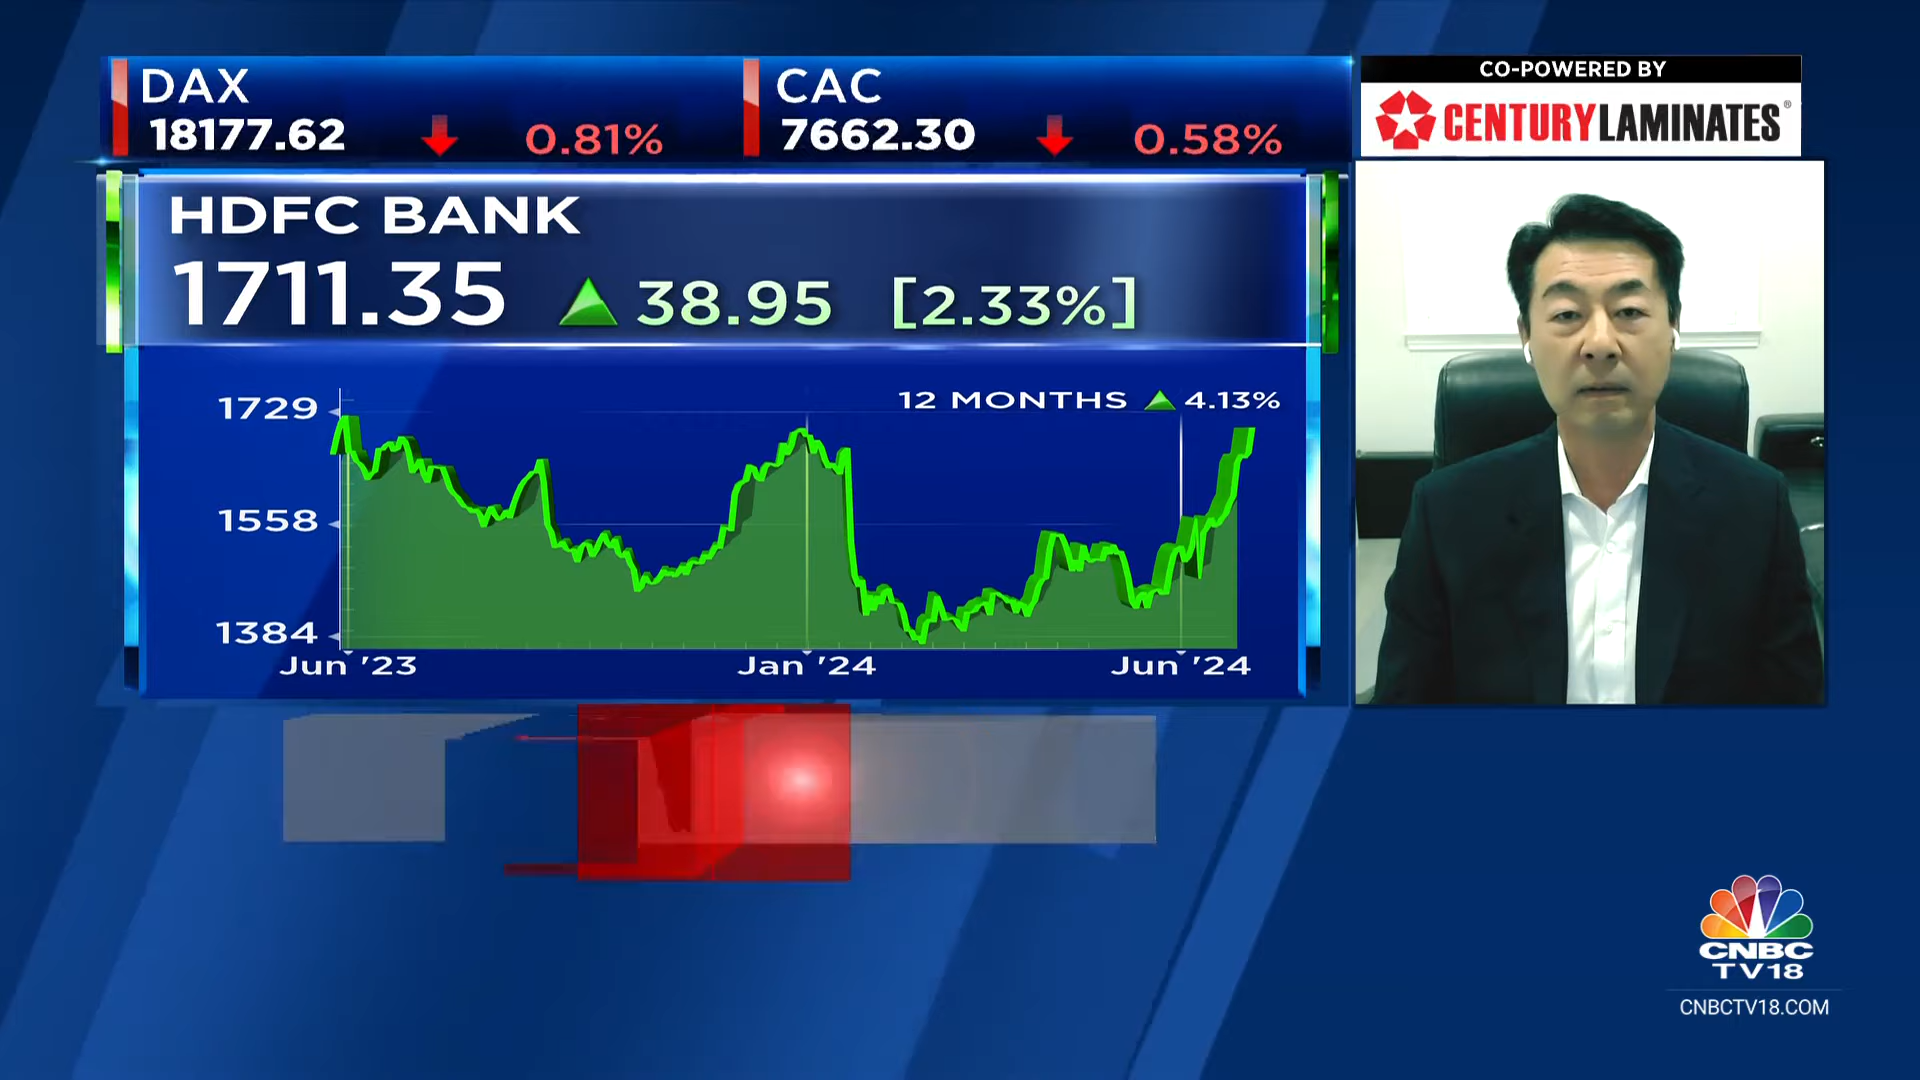 DAX
18177.62 0.81%
CAC
7662.30 0.58%
CO-POWERED BY
CENTURYLAMINATES®
HDFC BANK
1711.35 38.95 [2.33%]
12 MONTHS 4.13%
1729
1558
1384
Jun '23 Jan '24 Jun '24
CNBC
TV18
CNBCTV18.COM